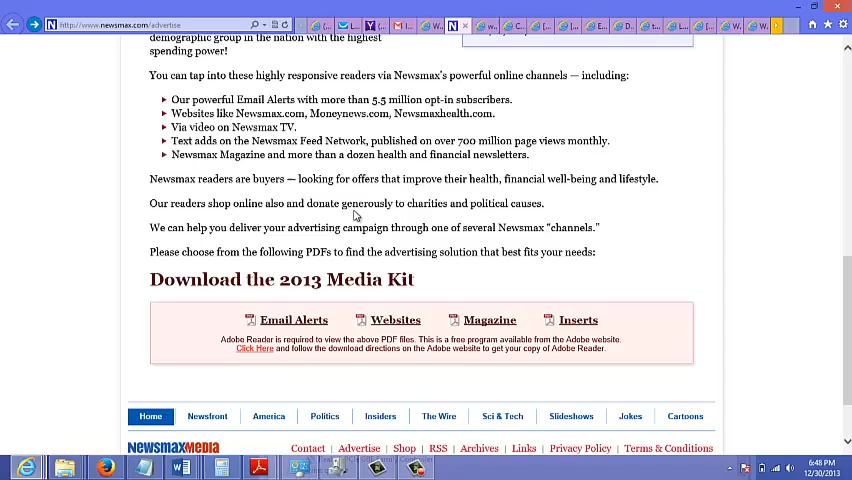 http://www.newsmax.com/advertise
demographic group in the nation with the highest
spending power!
You can tap into these highly responsive readers via Newsmax's powerful online channels — including:
Our powerful Email Alerts with more than 5.5 million opt-in subscribers.
Websites like Newsmax.com, Moneynews.com, Newsmaxhealth.com.
Via video on Newsmax TV.
Text adds on the Newsmax Feed Network, published on over 700 million page views monthly.
Newsmax Magazine and more than a dozen health and financial newsletters.
Newsmax readers are buyers — looking for offers that improve their health, financial well-being and lifestyle.
Our readers shop online also and donate generously to charities and political causes.
We can help you deliver your advertising campaign through one of several Newsmax "channels."
Please choose from the following PDFs to find the advertising solution that best fits your needs:
Download the 2013 Media Kit
Email Alerts Websites Magazine Inserts
Adobe Reader is required to view the above PDF files. This is a free program available from the Adobe website.
Click Here and follow the download directions on the Adobe website to get your copy of Adobe Reader.
Home Newsfront America Politics Insiders The Wire Sci & Tech Slideshows Jokes Cartoons
NEWSMAXMEDIA Contact Advertise Shop RSS Archives Links Privacy Policy Terms & Conditions
6:48 PM
12/30/2013